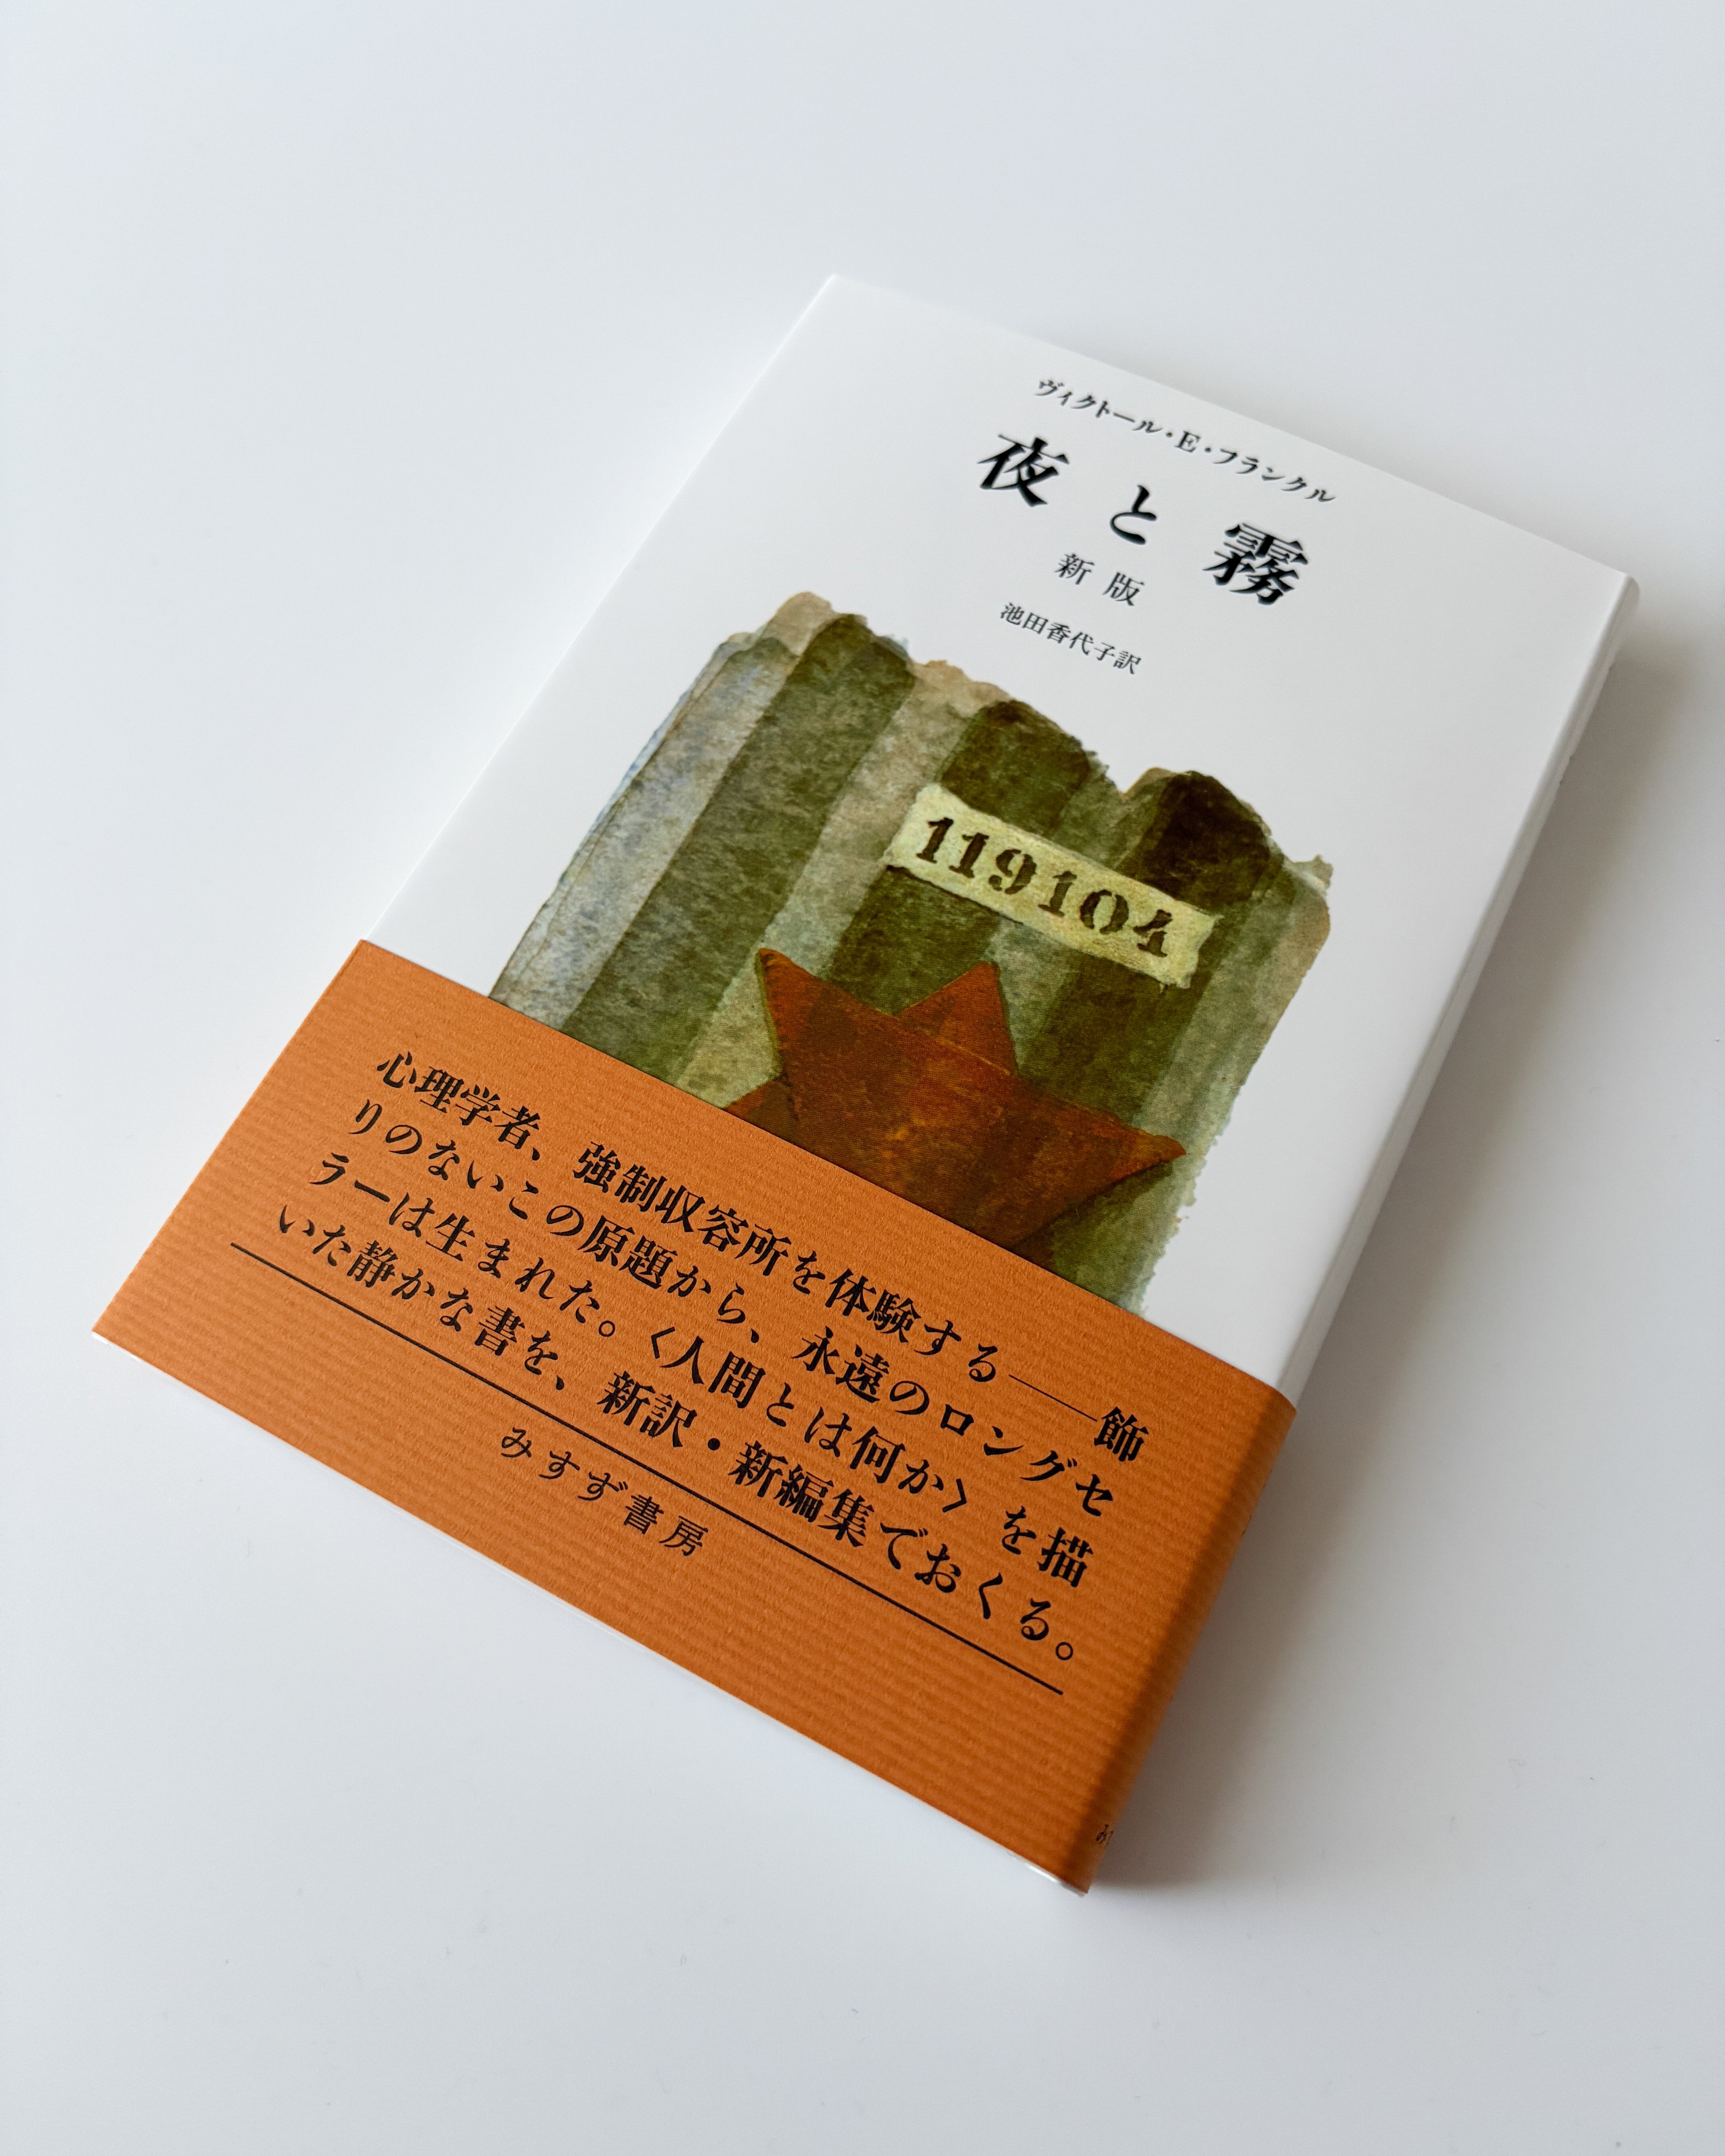 ヴィクトール・E・フランクル
夜と霧
新版
池田香代子訳
119104
心理学者、強制収容所を体験する――飾
りのないこの原題から、永遠のロングセ
ラーは生まれた。〈人間とは何か〉を描
いた静かな書を、新訳・新編集でおくる。
みすず書房